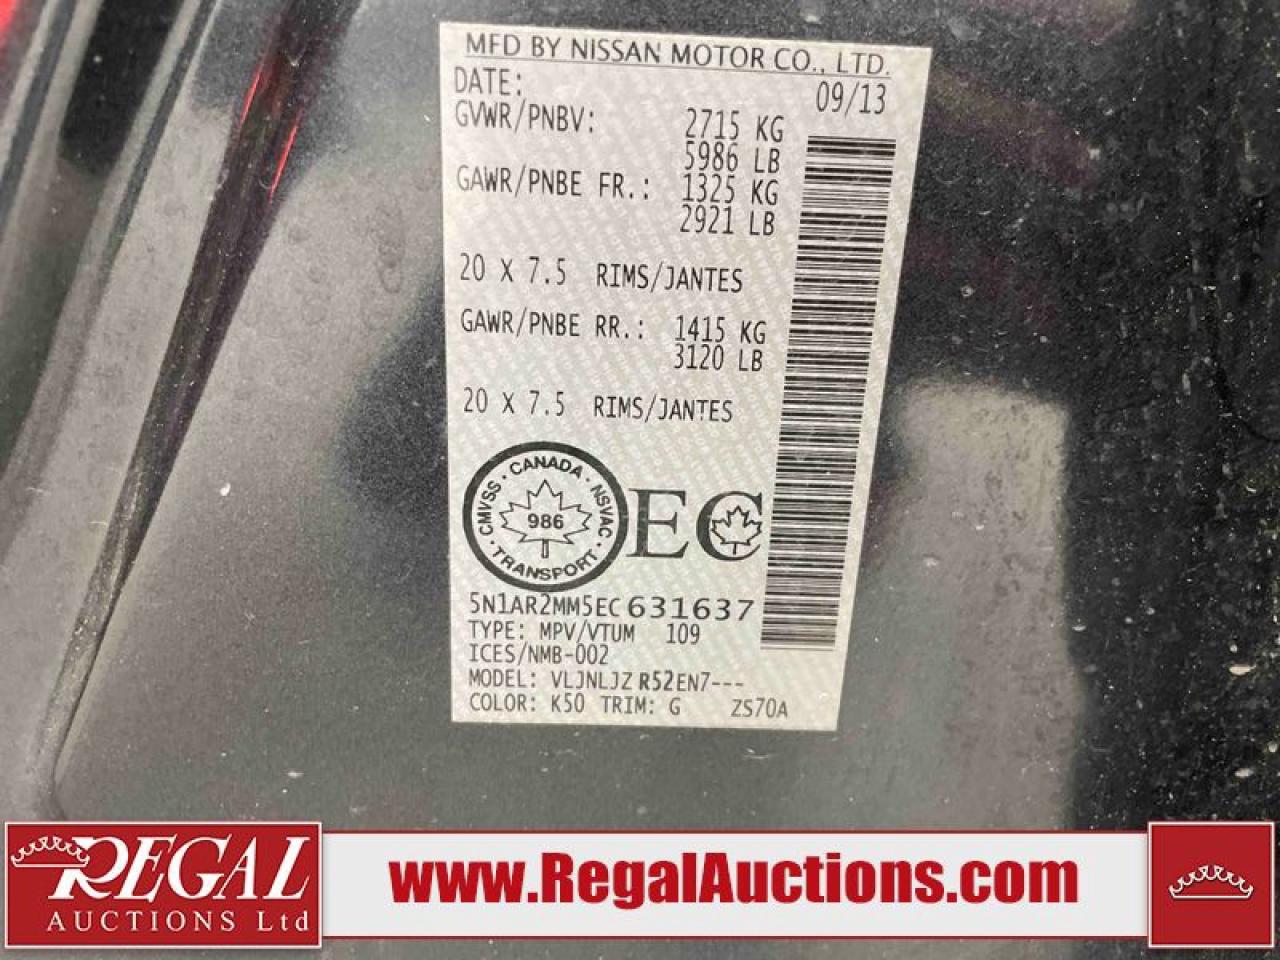 MFD BY NISSAN MOTOR CO., LTD.
DATE: 09/13
GVWR/PNBV: 2715 KG
5986 LB
GAWR/PNBE FR.: 1325 KG
2921 LB
20 X 7.5 RIMS/JANTES
GAWR/PNBE RR.: 1415 KG
3120 LB
20 X 7.5 RIMS/JANTES
CMVSS · CANADA · NSVAC · TRANSPORT ·
986
EC
5N1AR2MM5EC631637
TYPE: MPV/VTUM 109
ICES/NMB-002
MODEL: VLJNLJZ R52EN7---
COLOR: K50 TRIM: G ZS70A
REGAL
AUCTIONS Ltd
www.RegalAuctions.com